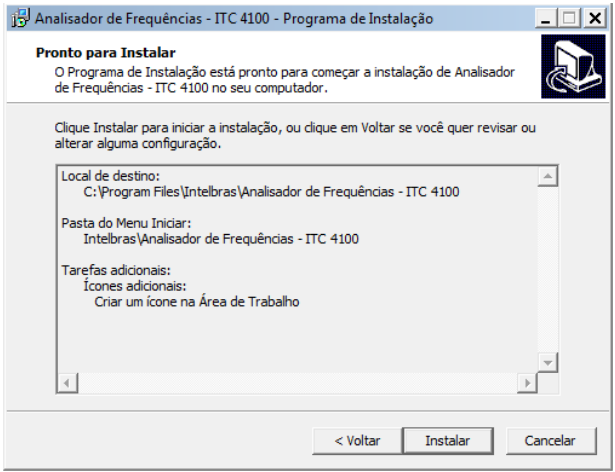 Analisador de Frequências - ITC 4100 - Programa de Instalação
Pronto para Instalar
O Programa de Instalação está pronto para começar a instalação de Analisador
de Frequências - ITC 4100 no seu computador.
Clique Instalar para iniciar a instalação, ou clique em Voltar se você quer revisar ou
alterar alguma configuração.
Local de destino:
C:\Program Files\Intelbras\Analisador de Frequências - ITC 4100
Pasta do Menu Iniciar:
Intelbras\Analisador de Frequências - ITC 4100
Tarefas adicionais:
Ícones adicionais:
Criar um ícone na Área de Trabalho
< Voltar
Instalar
Cancelar